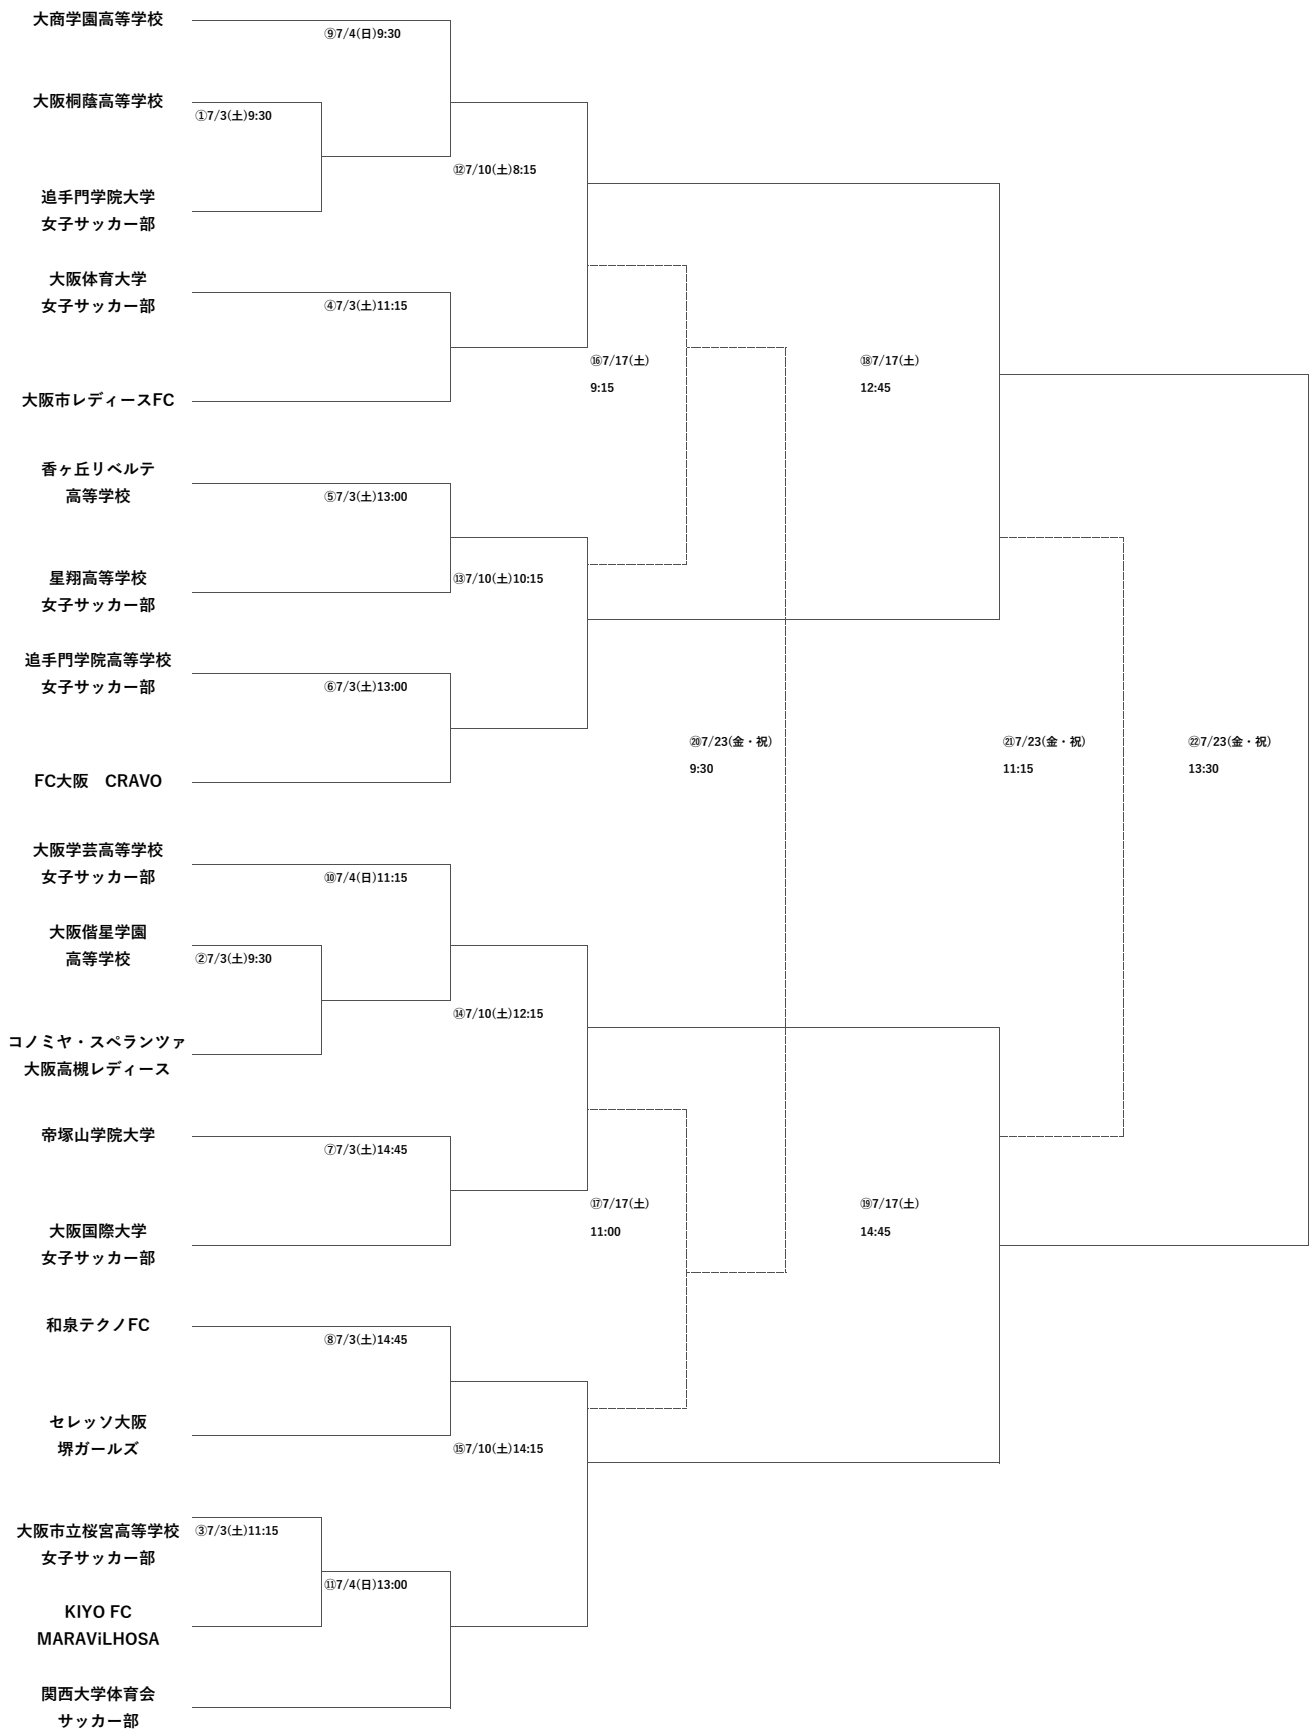 大商学園高等学校
⑨7/4(日)9:30
大阪桐蔭高等学校
①7/3(土)9:30
⑫7/10(土)8:15
追手門学院大学
女子サッカー部
大阪体育大学
女子サッカー部
④7/3(土)11:15
⑯7/17(土)
9:15
⑱7/17(土)
12:45
大阪市レディースFC
香ヶ丘リベルテ
高等学校
⑤7/3(土)13:00
星翔高等学校
女子サッカー部
⑬7/10(土)10:15
追手門学院高等学校
女子サッカー部
⑥7/3(土)13:00
⑳7/23(金・祝)
9:30
㉑7/23(金・祝)
11:15
㉒7/23(金・祝)
13:30
FC大阪　CRAVO
大阪学芸高等学校
女子サッカー部
⑩7/4(日)11:15
大阪偕星学園
高等学校
②7/3(土)9:30
⑭7/10(土)12:15
コノミヤ・スペランツァ
大阪高槻レディース
帝塚山学院大学
⑦7/3(土)14:45
⑰7/17(土)
11:00
⑲7/17(土)
14:45
大阪国際大学
女子サッカー部
和泉テクノFC
⑧7/3(土)14:45
セレッソ大阪
堺ガールズ
⑮7/10(土)14:15
大阪市立桜宮高等学校
女子サッカー部
③7/3(土)11:15
⑪7/4(日)13:00
KIYO FC
MARAViLHOSA
関西大学体育会
サッカー部